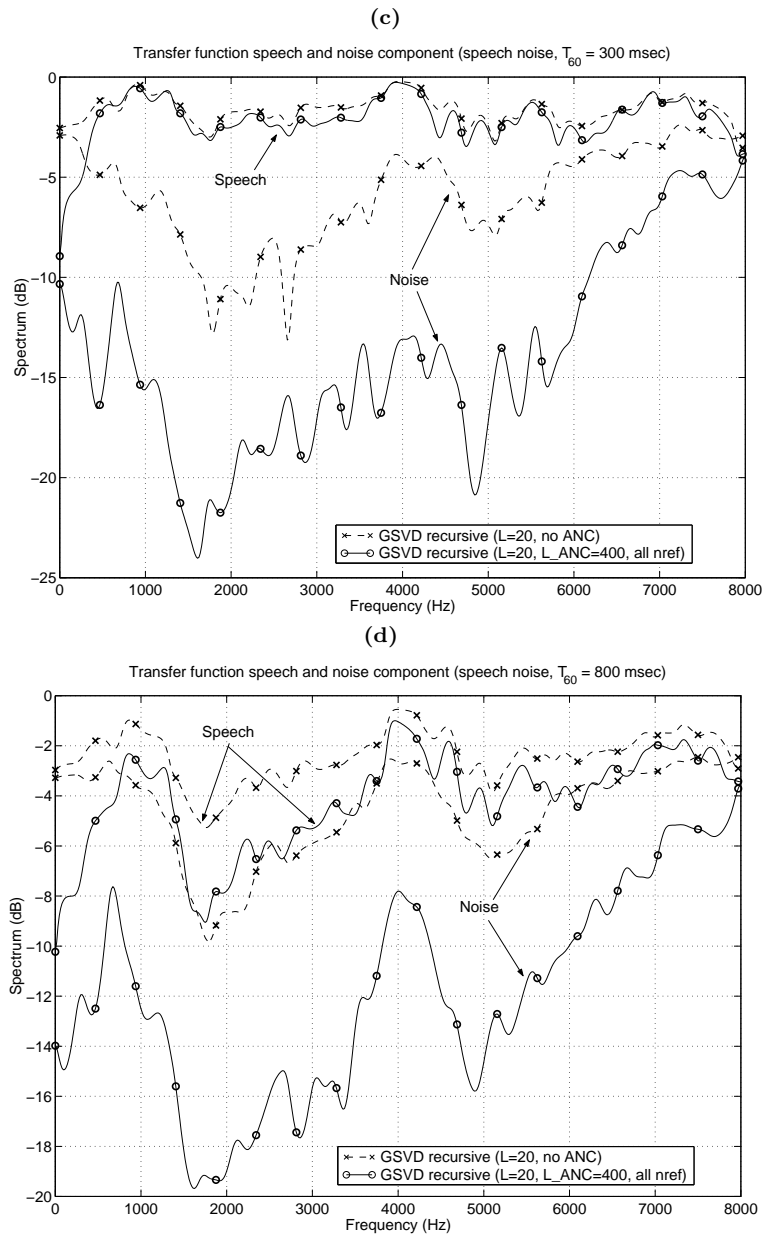 (c)
Transfer function speech and noise component (speech noise, T60 = 300 msec)
0
−5
−10
−15
−20
−25
Spectrum (dB)
Speech
Noise
GSVD recursive (L=20, no ANC)
GSVD recursive (L=20, L_ANC=400, all nref)
0 1000 2000 3000 4000 5000 6000 7000 8000
Frequency (Hz)
(d)
Transfer function speech and noise component (speech noise, T60 = 800 msec)
0
−2
−4
−6
−8
−10
−12
−14
−16
−18
−20
Spectrum (dB)
Speech
Noise
GSVD recursive (L=20, no ANC)
GSVD recursive (L=20, L_ANC=400, all nref)
0 1000 2000 3000 4000 5000 6000 7000 8000
Frequency (Hz)